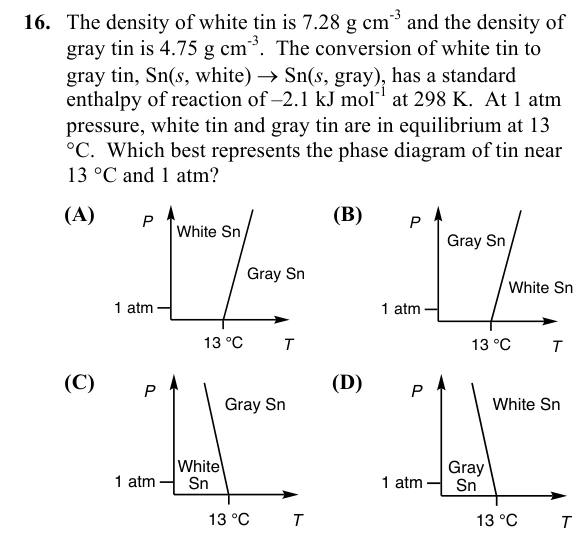 16. The density of white tin is 7.28 g cm⁻³ and the density of
gray tin is 4.75 g cm⁻³. The conversion of white tin to
gray tin, Sn(s, white) → Sn(s, gray), has a standard
enthalpy of reaction of –2.1 kJ mol⁻¹ at 298 K. At 1 atm
pressure, white tin and gray tin are in equilibrium at 13
°C. Which best represents the phase diagram of tin near
13 °C and 1 atm?
(A)
P
White Sn
Gray Sn
1 atm
13 °C
T
(B)
P
Gray Sn
White Sn
1 atm
13 °C
T
(C)
P
Gray Sn
White
Sn
1 atm
13 °C
T
(D)
P
White Sn
Gray
Sn
1 atm
13 °C
T